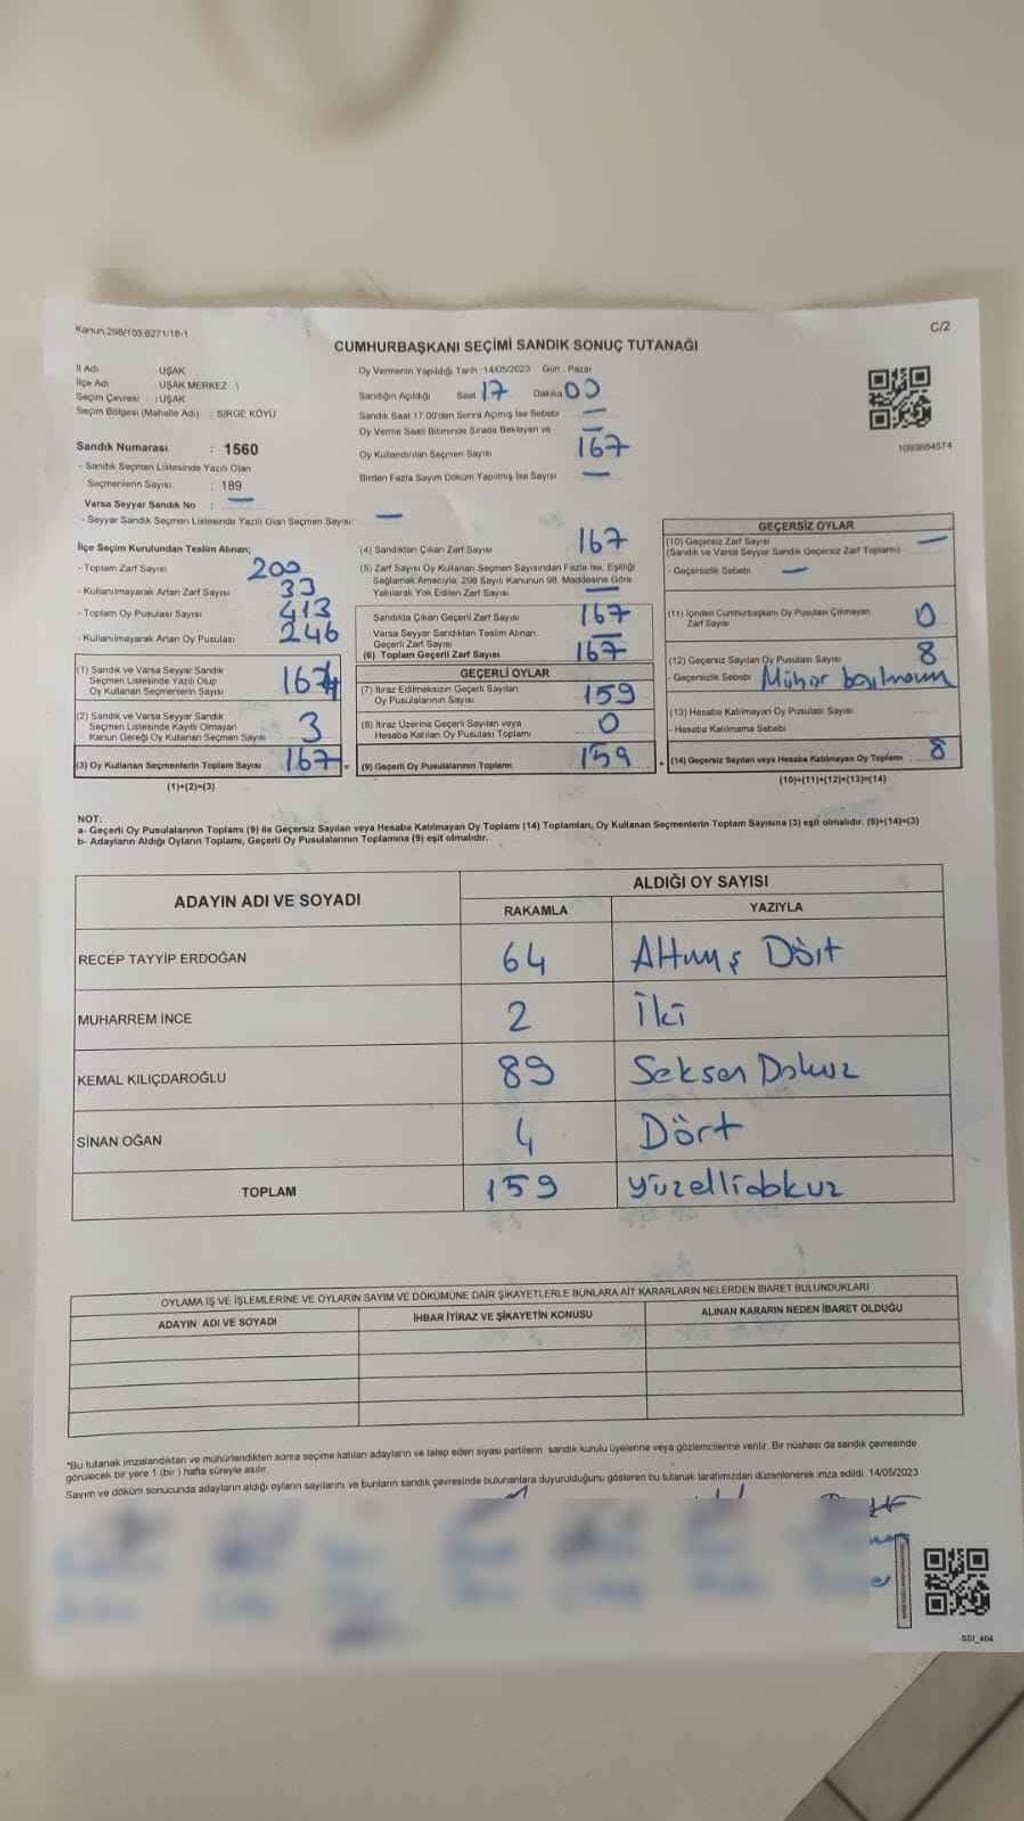 Kanun 298/105.6271/18-1
C/2
CUMHURBAŞKANI SEÇİMİ SANDIK SONUÇ TUTANAĞI
İl Adı UŞAK
İlçe Adı UŞAK MERKEZ
Seçim Çevresi : UŞAK
Seçim Bölgesi (Mahalle Adı) : SIRGE KÖYÜ
Oy Vermenin Yapıldığı Tarih : 14/05/2023 Gün : Pazar
Sandığın Açıldığı Saat 17 Dakika 00
Sandık Saat 17.00'den Sonra Açılmış İse Sebebi —
Oy Verme Saati Bitiminde Sırada Bekleyen ve —
Oy Kullandırılan Seçmen Sayısı 167
Birden Fazla Sayım Döküm Yapılmış İse Sayısı —
1093684574
Sandık Numarası : 1560
- Sandık Seçmen Listesinde Yazılı Olan
Seçmenlerin Sayısı : 189
Varsa Seyyar Sandık No : —
- Seyyar Sandık Seçmen Listesinde Yazılı Olan Seçmen Sayısı: —
İlçe Seçim Kurulundan Teslim Alınan;
- Toplam Zarf Sayısı 200
- Kullanılmayarak Artan Zarf Sayısı 33
- Toplam Oy Pusulası Sayısı 413
- Kullanılmayarak Artan Oy Pusulası 246
(1) Sandık ve Varsa Seyyar Sandık
Seçmen Listesinde Yazılı Olup
Oy Kullanan Seçmenlerin Sayısı
(2) Sandık ve Varsa Seyyar Sandık
Seçmen Listesinde Kayıtlı Olmayan
Kanun Gereği Oy Kullanan Seçmen Sayısı 3
(3) Oy Kullanan Seçmenlerin Toplam Sayısı 167
(1)+(2)=(3)
(4) Sandıktan Çıkan Zarf Sayısı 167
(5) Zarf Sayısı Oy Kullanan Seçmen Sayısından Fazla İse, Eşitliği
Sağlamak Amacıyla, 298 Sayılı Kanunun 98. Maddesine Göre
Yakılarak Yok Edilen Zarf Sayısı —
Sandıkta Çıkan Geçerli Zarf Sayısı 167
Varsa Seyyar Sandıktan Teslim Alınan
Geçerli Zarf Sayısı —
(6) Toplam Geçerli Zarf Sayısı 167
GEÇERLİ OYLAR
(7) İtiraz Edilmeksizin Geçerli Sayılan
Oy Pusulalarının Sayısı 159
(8) İtiraz Üzerine Geçerli Sayılan veya
Hesaba Katılan Oy Pusulası Toplamı 0
(9) Geçerli Oy Pusulalarının Toplamı 159
GEÇERSİZ OYLAR
(10) Geçersiz Zarf Sayısı —
(Sandık ve Varsa Seyyar Sandık Geçersiz Zarf Toplamı)
- Geçersizlik Sebebi —
(11) İçinden Cumhurbaşkanı Oy Pusulası Çıkmayan
Zarf Sayısı 0
(12) Geçersiz Sayılan Oy Pusulası Sayısı 8
- Geçersizlik Sebebi Mühür
(13) Hesaba Katılmayan Oy Pusulası Sayısı
- Hesaba Katılmama Sebebi
(14) Geçersiz Sayılan veya Hesaba Katılmayan Oy Toplamı 8
(10)+(11)+(12)+(13)=(14)
NOT:
a- Geçerli Oy Pusulalarının Toplamı (9) ile Geçersiz Sayılan veya Hesaba Katılmayan Oy Toplamı (14) Toplamları, Oy Kullanan Seçmenlerin Toplam Sayısına (3) eşit olmalıdır. (9)+(14)=(3)
b- Adayların Aldığı Oyların Toplamı, Geçerli Oy Pusulalarının Toplamına (9) eşit olmalıdır.
ADAYIN ADI VE SOYADI
ALDIĞI OY SAYISI
RAKAMLA YAZIYLA
RECEP TAYYİP ERDOĞAN 64 Altmış Dört
MUHARREM İNCE 2 İki
KEMAL KILIÇDAROĞLU 89 Seksen Dokuz
SİNAN OĞAN 4 Dört
TOPLAM 159 Yüzellidokuz
OYLAMA İŞ VE İŞLEMLERİNE VE OYLARIN SAYIM VE DÖKÜMÜNE DAİR ŞİKAYETLERLE BUNLARA AİT KARARLARIN NELERDEN İBARET BULUNDUKLARI
ADAYIN ADI VE SOYADI İHBAR İTİRAZ VE ŞİKAYETİN KONUSU ALINAN KARARIN NEDEN İBARET OLDUĞU
*Bu tutanak imzalandıktan ve mühürlendikten sonra seçime katılan adayların ve talep eden siyasi partilerin sandık kurulu üyelerine veya gözlemcilerine verilir. Bir nüshası da sandık çevresinde
görülecek bir yere 1 (bir) hafta süreyle asılır.
Sayım ve döküm sonucunda adayların aldığı oyların sayılarını ve bunların sandık çevresinde bulunanlara duyurulduğunu gösteren bu tutanak tarafımızdan düzenlenerek imza edildi. 14/05/2023
SSI_404